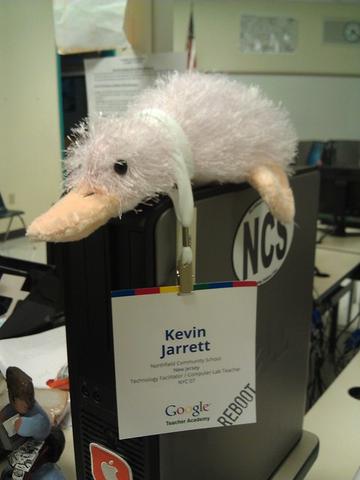 NCS
Kevin
Jarrett
Northfield Community School
New Jersey
Technology Facilitator / Computer Lab Teacher
NYC 07
Google
Teacher Academy
REBOOT